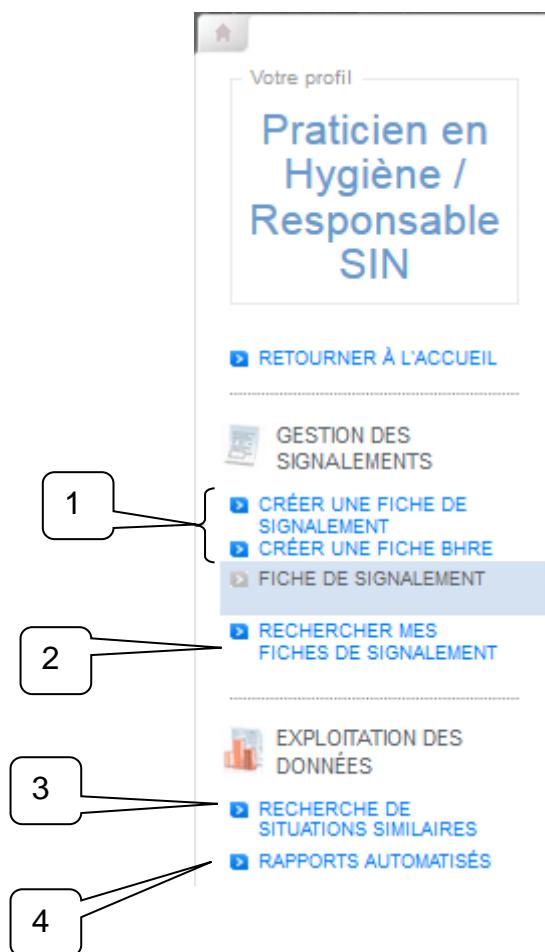 Votre profil
Praticien en
Hygiène /
Responsable
SIN
RETOURNER À L'ACCUEIL
GESTION DES
SIGNALEMENTS
1
CRÉER UNE FICHE DE
SIGNALEMENT
CRÉER UNE FICHE BHRE
FICHE DE SIGNALEMENT
2
RECHERCHER MES
FICHES DE SIGNALEMENT
EXPLOITATION DES
DONNÉES
3
RECHERCHE DE
SITUATIONS SIMILAIRES
4
RAPPORTS AUTOMATISÉS